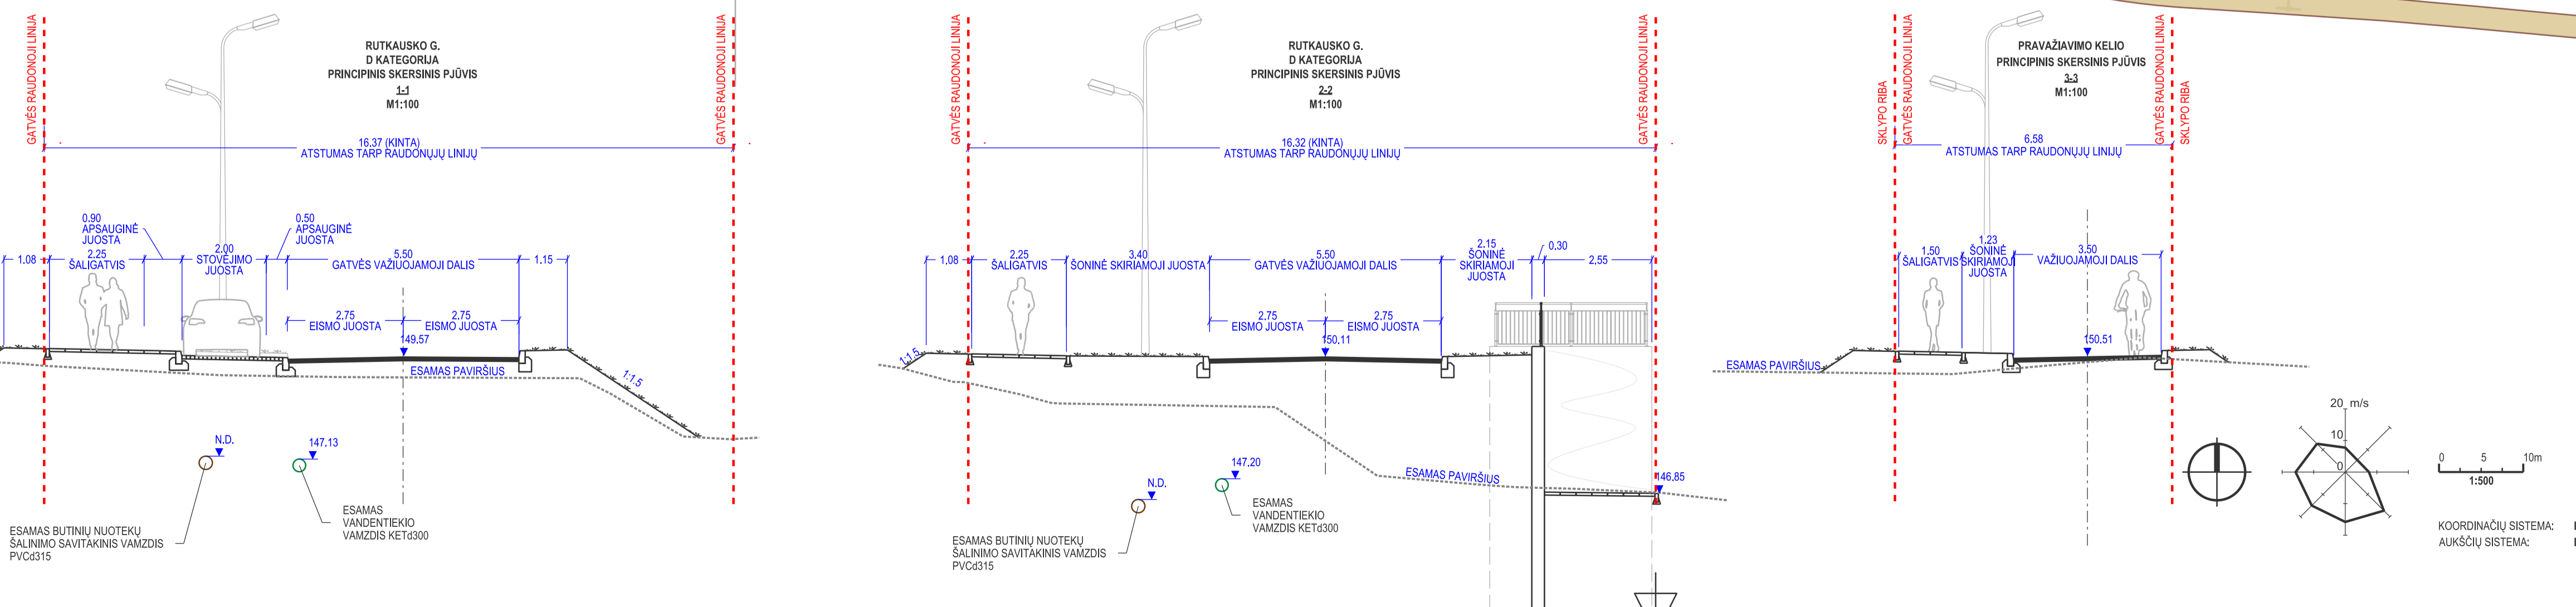 GATVĖS RAUDONOJI LINIJA
RUTKAUSKO G.
D KATEGORIJA
PRINCIPINIS SKERSINIS PJŪVIS
1-1
M1:100
GATVĖS RAUDONOJI LINIJA
16.37 (KINTA)
ATSTUMAS TARP RAUDONŲJŲ LINIJŲ
0.90
APSAUGINĖ
JUOSTA
0.50
APSAUGINĖ
JUOSTA
1.08
2.25
ŠALIGATVIS
2.00
STOVĖJIMO
JUOSTA
5.50
GATVĖS VAŽIUOJAMOJI DALIS
1.15
2.75
EISMO JUOSTA
2.75
EISMO JUOSTA
149.57
ESAMAS PAVIRŠIUS
1:1.5
N.D.
147.13
ESAMAS BUTINIŲ NUOTEKŲ
ŠALINIMO SAVITAKINIS VAMZDIS
PVCd315
ESAMAS
VANDENTIEKIO
VAMZDIS KETd300
GATVĖS RAUDONOJI LINIJA
RUTKAUSKO G.
D KATEGORIJA
PRINCIPINIS SKERSINIS PJŪVIS
2-2
M1:100
GATVĖS RAUDONOJI LINIJA
16.32 (KINTA)
ATSTUMAS TARP RAUDONŲJŲ LINIJŲ
1.08
2.25
ŠALIGATVIS
3.40
ŠONINĖ SKIRIAMOJI JUOSTA
5.50
GATVĖS VAŽIUOJAMOJI DALIS
2.15
ŠONINĖ
SKIRIAMOJI
JUOSTA
0.30
2,55
2.75
EISMO JUOSTA
2.75
EISMO JUOSTA
150.11
1:1.5
ESAMAS PAVIRŠIUS
146,85
N.D.
147.20
ESAMAS BUTINIŲ NUOTEKŲ
ŠALINIMO SAVITAKINIS VAMZDIS
PVCd315
ESAMAS
VANDENTIEKIO
VAMZDIS KETd300
SKLYPO RIBA
GATVĖS RAUDONOJI LINIJA
PRAVAŽIAVIMO KELIO
PRINCIPINIS SKERSINIS PJŪVIS
3-3
M1:100
GATVĖS RAUDONOJI LINIJA
SKLYPO RIBA
6.58
ATSTUMAS TARP RAUDONŲJŲ LINIJŲ
1.50
ŠALIGATVIS
1.23
ŠONINĖ
SKIRIAMOJI
JUOSTA
3.50
VAŽIUOJAMOJI DALIS
150,51
ESAMAS PAVIRŠIUS
20 m/s
10
0
0 5 10m
1:500
KOORDINAČIŲ SISTEMA:
AUKŠČIŲ SISTEMA: